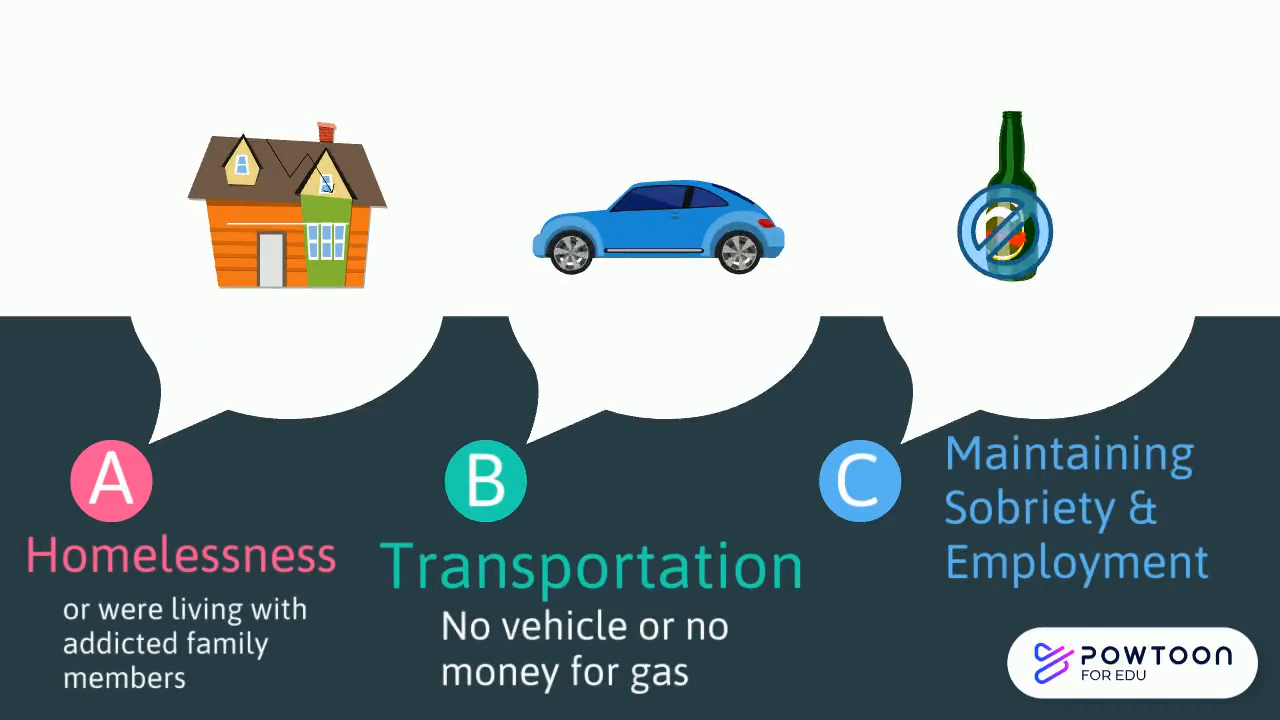 A
Homelessness
or were living with
addicted family
members
B
Transportation
No vehicle or no
money for gas
C
Maintaining
Sobriety &
Employment
POWTOON
FOR EDU